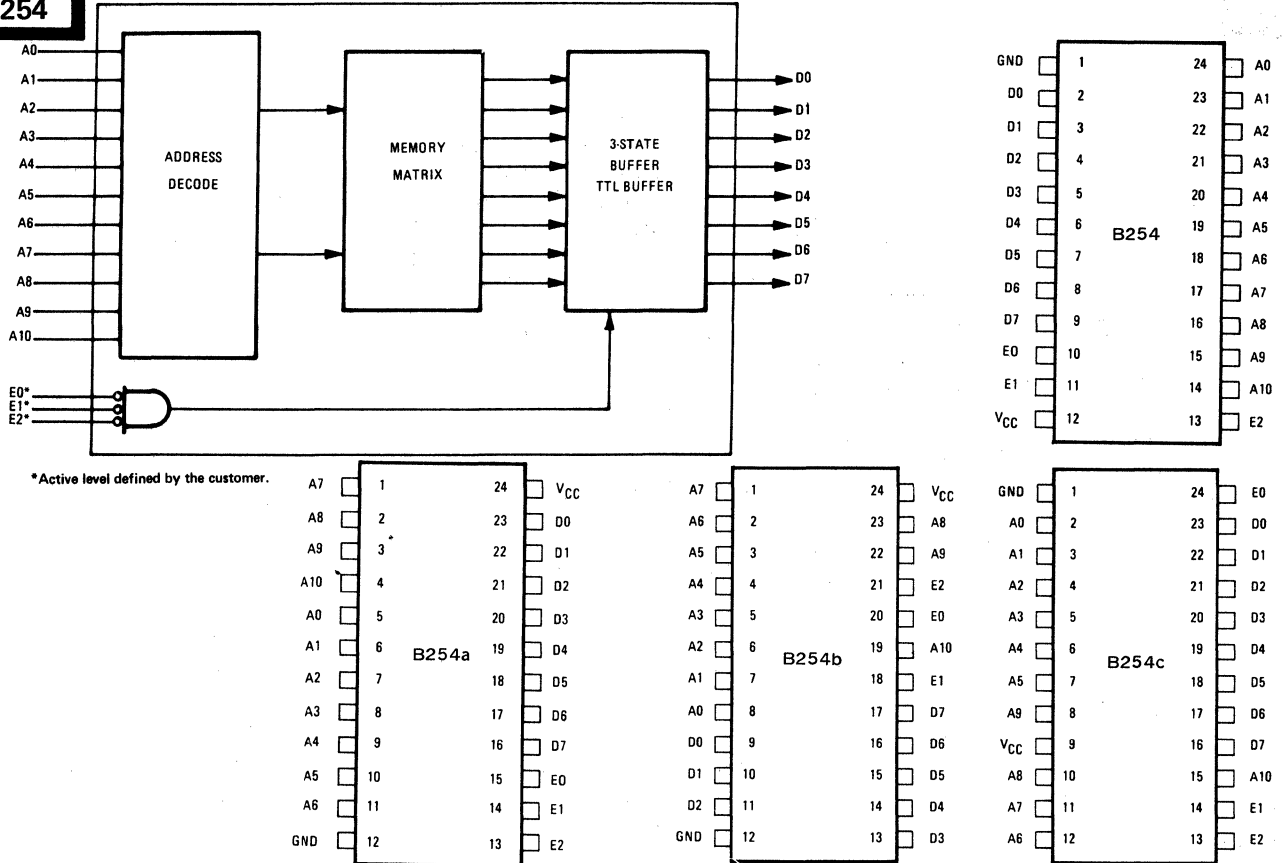 254
A0
A1
A2
A3
A4
A5
A6
A7
A8
A9
A10
E0*
E1*
E2*
ADDRESS
DECODE
MEMORY
MATRIX
3-STATE
BUFFER
TTL BUFFER
D0
D1
D2
D3
D4
D5
D6
D7
*Active level defined by the customer.
GND 1 24 A0
D0 2 23 A1
D1 3 22 A2
D2 4 21 A3
D3 5 20 A4
D4 6 19 A5
B254
D5 7 18 A6
D6 8 17 A7
D7 9 16 A8
E0 10 15 A9
E1 11 14 A10
VCC 12 13 E2
A7 1 24 VCC
A8 2 23 D0
A9 3 22 D1
A10 4 21 D2
A0 5 20 D3
A1 6 19 D4
B254a
A2 7 18 D5
A3 8 17 D6
A4 9 16 D7
A5 10 15 E0
A6 11 14 E1
GND 12 13 E2
A7 1 24 VCC
A6 2 23 A8
A5 3 22 A9
A4 4 21 E2
A3 5 20 E0
A2 6 19 A10
B254b
A1 7 18 E1
A0 8 17 D7
D0 9 16 D6
D1 10 15 D5
D2 11 14 D4
GND 12 13 D3
GND 1 24 E0
A0 2 23 D0
A1 3 22 D1
A2 4 21 D2
A3 5 20 D3
A4 6 19 D4
B254c
A5 7 18 D5
A9 8 17 D6
VCC 9 16 D7
A8 10 15 A10
A7 11 14 E1
A6 12 13 E2